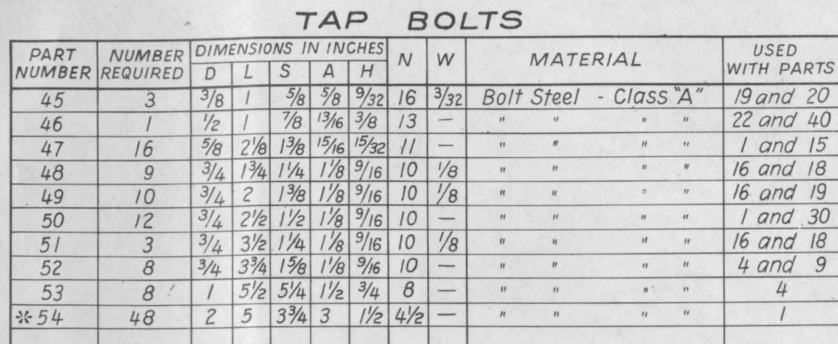 TAP BOLTS
PART NUMBER NUMBER REQUIRED DIMENSIONS IN INCHES N W MATERIAL USED WITH PARTS
D L S A H
45 3 3/8 1 5/8 5/8 9/32 16 3/32 Bolt Steel - Class "A" 19 and 20
46 1 1/2 1 7/8 13/16 3/8 13 — " " " " 22 and 40
47 16 5/8 2 1/8 1 3/8 15/16 15/32 11 — " " " " 1 and 15
48 9 3/4 1 3/4 1 1/4 1 1/8 9/16 10 1/8 " " " " 16 and 18
49 10 3/4 2 1 3/8 1 1/8 9/16 10 1/8 " " " " 16 and 19
50 12 3/4 2 1/2 1 1/2 1 1/8 9/16 10 — " " " " 1 and 30
51 3 3/4 3 1/2 1 1/4 1 1/8 9/16 10 1/8 " " " " 16 and 18
52 8 3/4 3 3/4 1 5/8 1 1/8 9/16 10 — " " " " 4 and 9
53 8 1 5 1/2 5 1/4 1 1/2 3/4 8 — " " " " 4
※54 48 2 5 3 3/4 3 1 1/2 4 1/2 — " " " " 1